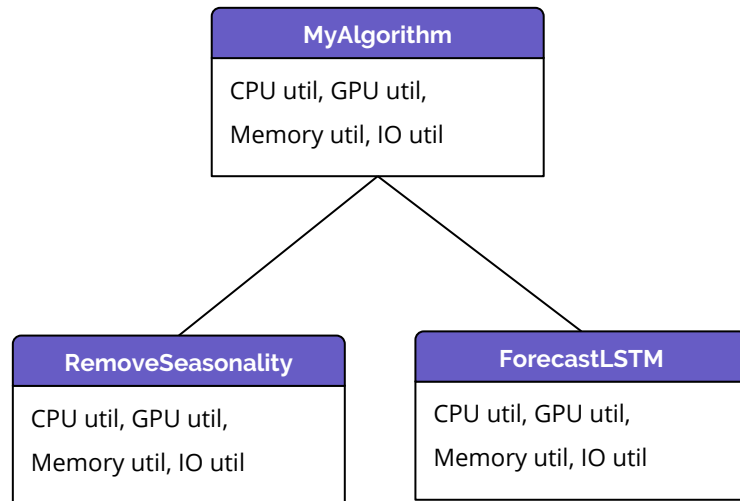 MyAlgorithm
CPU util, GPU util,
Memory util, IO util
RemoveSeasonality
CPU util, GPU util,
Memory util, IO util
ForecastLSTM
CPU util, GPU util,
Memory util, IO util